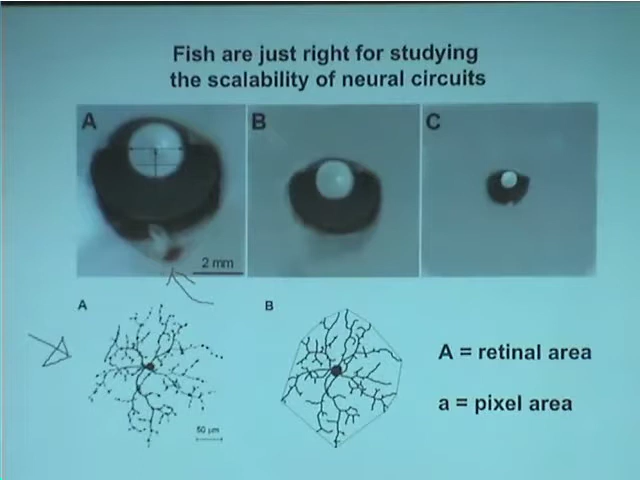 Fish are just right for studying
the scalability of neural circuits
A
B
C
2 mm
A
B
A = retinal area
50 µm
a = pixel area